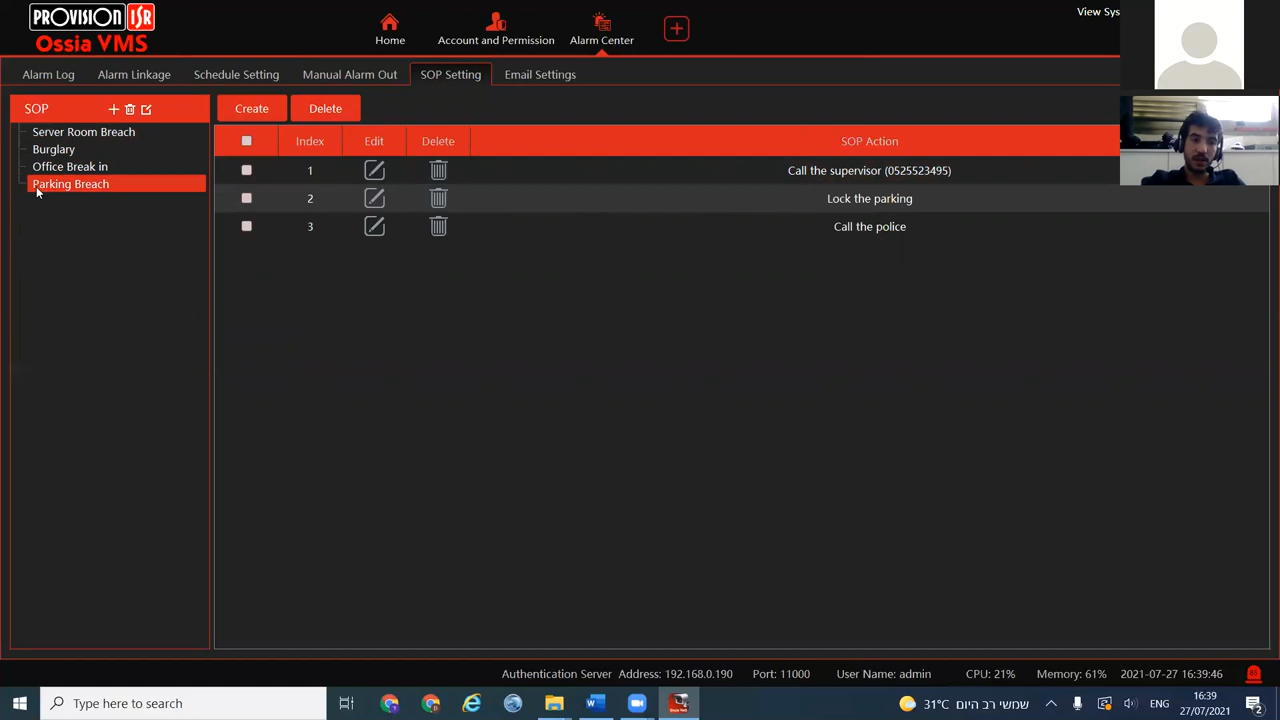 PROVISION ISR
Ossia VMS
Home
Account and Permission
Alarm Center
View Sys
Alarm Log
Alarm Linkage
Schedule Setting
Manual Alarm Out
SOP Setting
Email Settings
SOP
Create
Delete
Server Room Breach
Burglary
Office Break in
Parking Breach
Index
Edit
Delete
SOP Action
1
Call the supervisor (0525523495)
2
Lock the parking
3
Call the police
Authentication Server
Address: 192.168.0.190
Port: 11000
User Name: admin
CPU: 21%
Memory: 61%
2021-07-27 16:39:46
Type here to search
31°C שמשי רב היום
ENG
16:39
27/07/2021
2